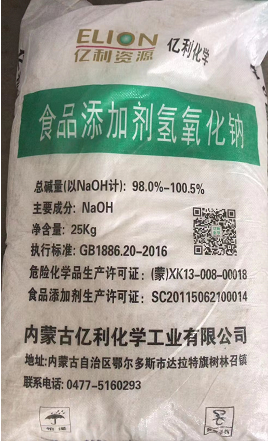 ELION
亿利资源
亿利化学
食品添加剂氢氧化钠
总碱量(以NaOH计): 98.0%-100.5%
主要成分: NaOH
净含量: 25Kg
执行标准: GB1886.20-2016
危险化学品生产许可证: (蒙)XK13-008-00018
食品添加剂生产许可证: SC20115062100014
内蒙古亿利化学工业有限公司
地址:内蒙古自治区鄂尔多斯市达拉特旗树林召镇
联系电话: 0477-5160293